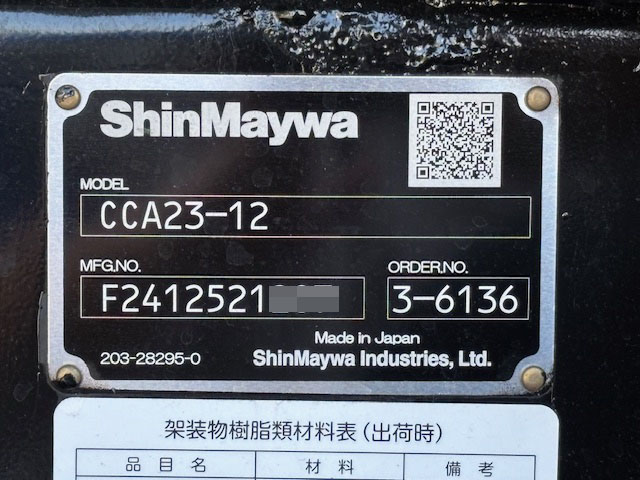 ShinMaywa
MODEL
CCA23-12
MFG.NO.
ORDER.NO.
F2412521
3-6136
Made in Japan
203-28295-0
ShinMaywa Industries, Ltd.
架装物樹脂類材料表(出荷時)
品目名
材料
備考